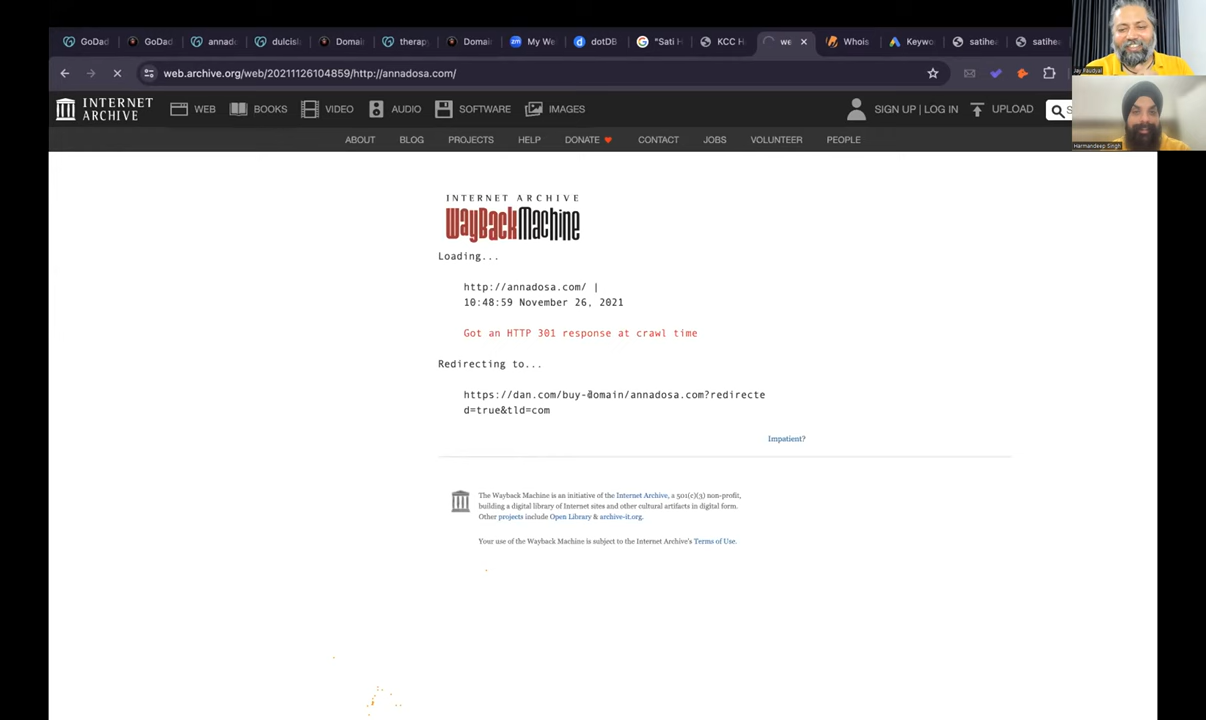 GoDad
GoDad
annad
dulcis
Domai
therapy
Domai
My We
dotDB
"Sati H
KCC H
we
Whois
Keywo
satihea
satihea
web.archive.org/web/20211126104859/http://annadosa.com/
INTERNET ARCHIVE
WEB
BOOKS
VIDEO
AUDIO
SOFTWARE
IMAGES
SIGN UP | LOG IN
UPLOAD
S
ABOUT
BLOG
PROJECTS
HELP
DONATE
CONTACT
JOBS
VOLUNTEER
PEOPLE
Jay Paudyal
Harmandeep Singh
INTERNET ARCHIVE
WayBackMachine
Loading...
http://annadosa.com/ |
10:48:59 November 26, 2021
Got an HTTP 301 response at crawl time
Redirecting to...
https://dan.com/buy-domain/annadosa.com?redirecte
d=true&tld=com
Impatient?
The Wayback Machine is an initiative of the Internet Archive, a 501(c)(3) non-profit,
building a digital library of Internet sites and other cultural artifacts in digital form.
Other projects include Open Library & archive-it.org.
Your use of the Wayback Machine is subject to the Internet Archive's Terms of Use.